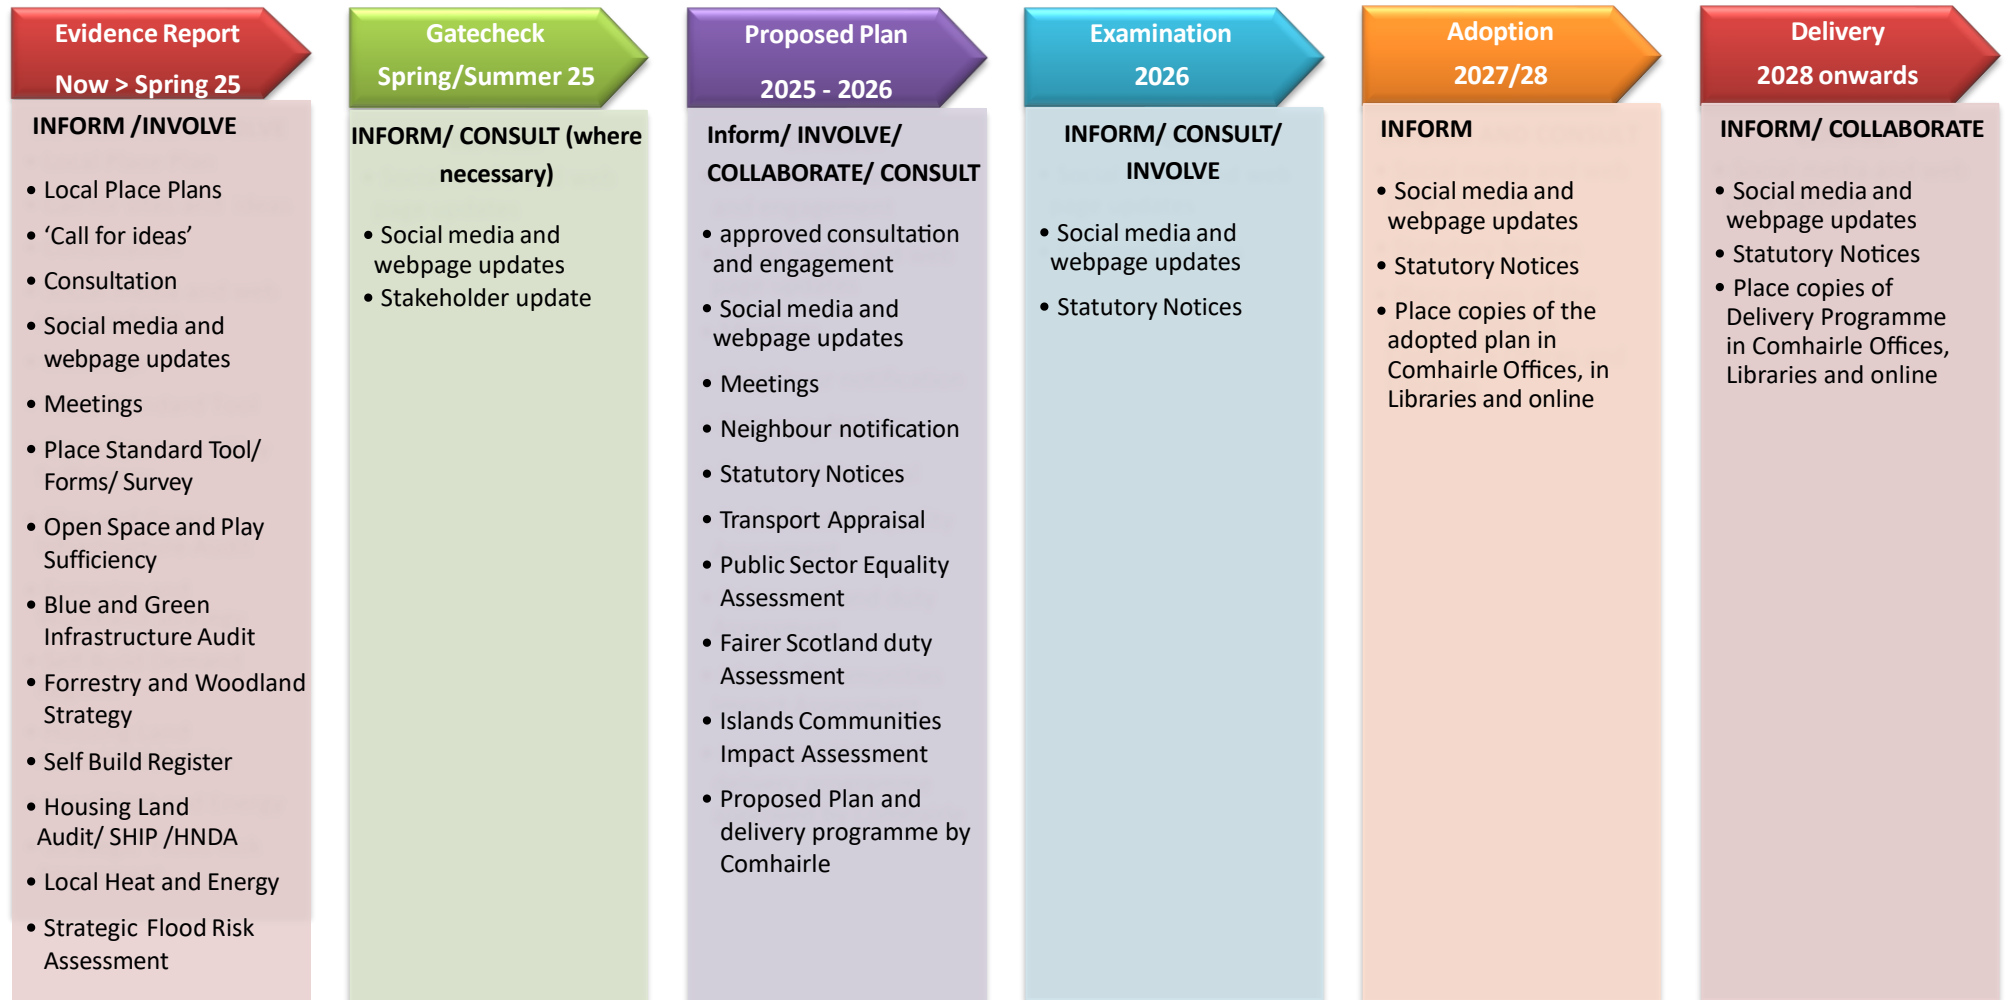 Evidence Report
Now > Spring 25
INFORM /INVOLVE
• Local Place Plans
• ‘Call for ideas’
• Consultation
• Social media and
webpage updates
• Meetings
• Place Standard Tool/
Forms/ Survey
• Open Space and Play
Sufficiency
• Blue and Green
Infrastructure Audit
• Forrestry and Woodland
Strategy
• Self Build Register
• Housing Land
Audit/ SHIP /HNDA
• Local Heat and Energy
• Strategic Flood Risk
Assessment
Gatecheck
Spring/Summer 25
INFORM/ CONSULT (where
necessary)
• Social media and
webpage updates
• Stakeholder update
Proposed Plan
2025 - 2026
Inform/ INVOLVE/
COLLABORATE/ CONSULT
• approved consultation
and engagement
• Social media and
webpage updates
• Meetings
• Neighbour notification
• Statutory Notices
• Transport Appraisal
• Public Sector Equality
Assessment
• Fairer Scotland duty
Assessment
• Islands Communities
Impact Assessment
• Proposed Plan and
delivery programme by
Comhairle
Examination
2026
INFORM/ CONSULT/
INVOLVE
• Social media and
webpage updates
• Statutory Notices
Adoption
2027/28
INFORM
• Social media and
webpage updates
• Statutory Notices
• Place copies of the
adopted plan in
Comhairle Offices, in
Libraries and online
Delivery
2028 onwards
INFORM/ COLLABORATE
• Social media and
webpage updates
• Statutory Notices
• Place copies of
Delivery Programme
in Comhairle Offices,
Libraries and online